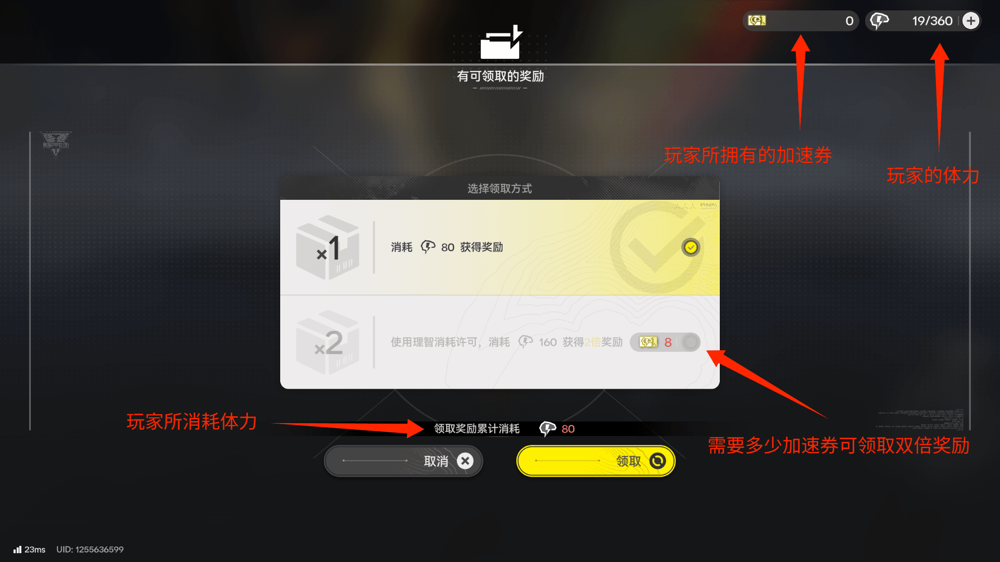 0
19/360
有可领取的奖励
玩家所拥有的加速券
玩家的体力
选择领取方式
×1
消耗 80 获得奖励
×2
使用理智消耗许可，消耗 160 获得2倍奖励 8
玩家所消耗体力
领取奖励累计消耗 80
需要多少加速券可领取双倍奖励
取消
领取
23ms UID: 1255636599